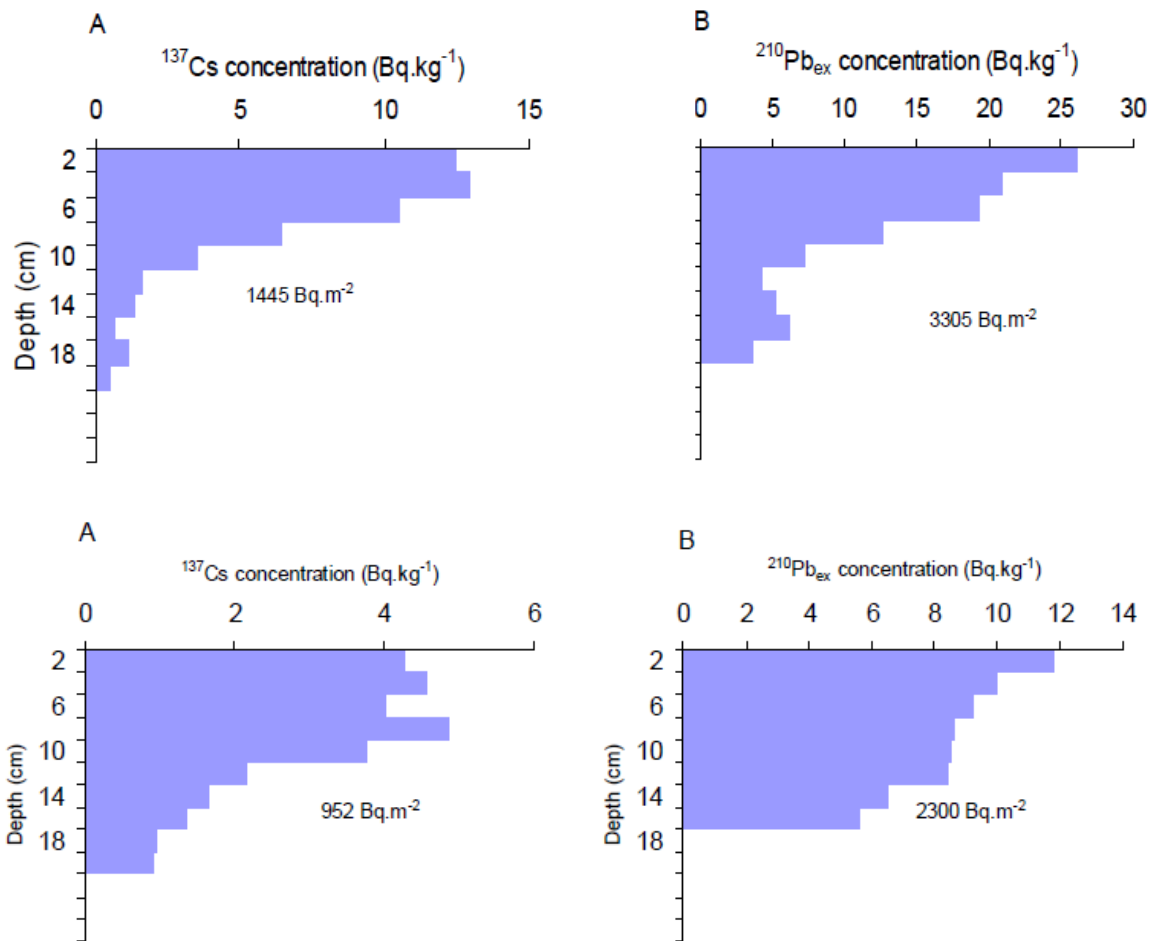 A
¹³⁷Cs concentration (Bq.kg⁻¹)
0 5 10 15
2
6
10
14
18
Depth (cm)
1445 Bq.m⁻²
B
²¹⁰Pbₑₓ concentration (Bq.kg⁻¹)
0 5 10 15 20 25 30
3305 Bq.m⁻²
A
¹³⁷Cs concentration (Bq.kg⁻¹)
0 2 4 6
2
6
10
14
18
Depth (cm)
952 Bq.m⁻²
B
²¹⁰Pbₑₓ concentration (Bq.kg⁻¹)
0 2 4 6 8 10 12 14
2
6
10
14
18
Depth (cm)
2300 Bq.m⁻²